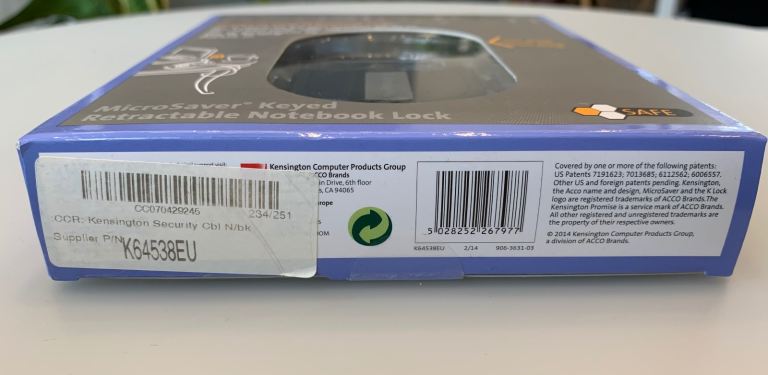 MicroSaver® Keyed
Retractable Notebook Lock
SAFE
CC070429245 234/251
CCR: Kensington Security Cbl N/bk
Supplier P/N
K64538EU
Kensington Computer Products Group
ACCO Brands
Drive, 6th floor
CA 94065
5 028252 267977
K64538EU 2/14 906-3631-03
Covered by one or more of the following patents:
US Patents 7191623; 7013685; 6112562; 6006557.
Other US and foreign patents pending. Kensington,
the Acco name and design, MicroSaver and the K Lock
logo are registered trademarks of ACCO Brands. The
Kensington Promise is a service mark of ACCO Brands.
All other registered and unregistered trademarks are
the property of their respective owners.
© 2014 Kensington Computer Products Group,
a division of ACCO Brands.